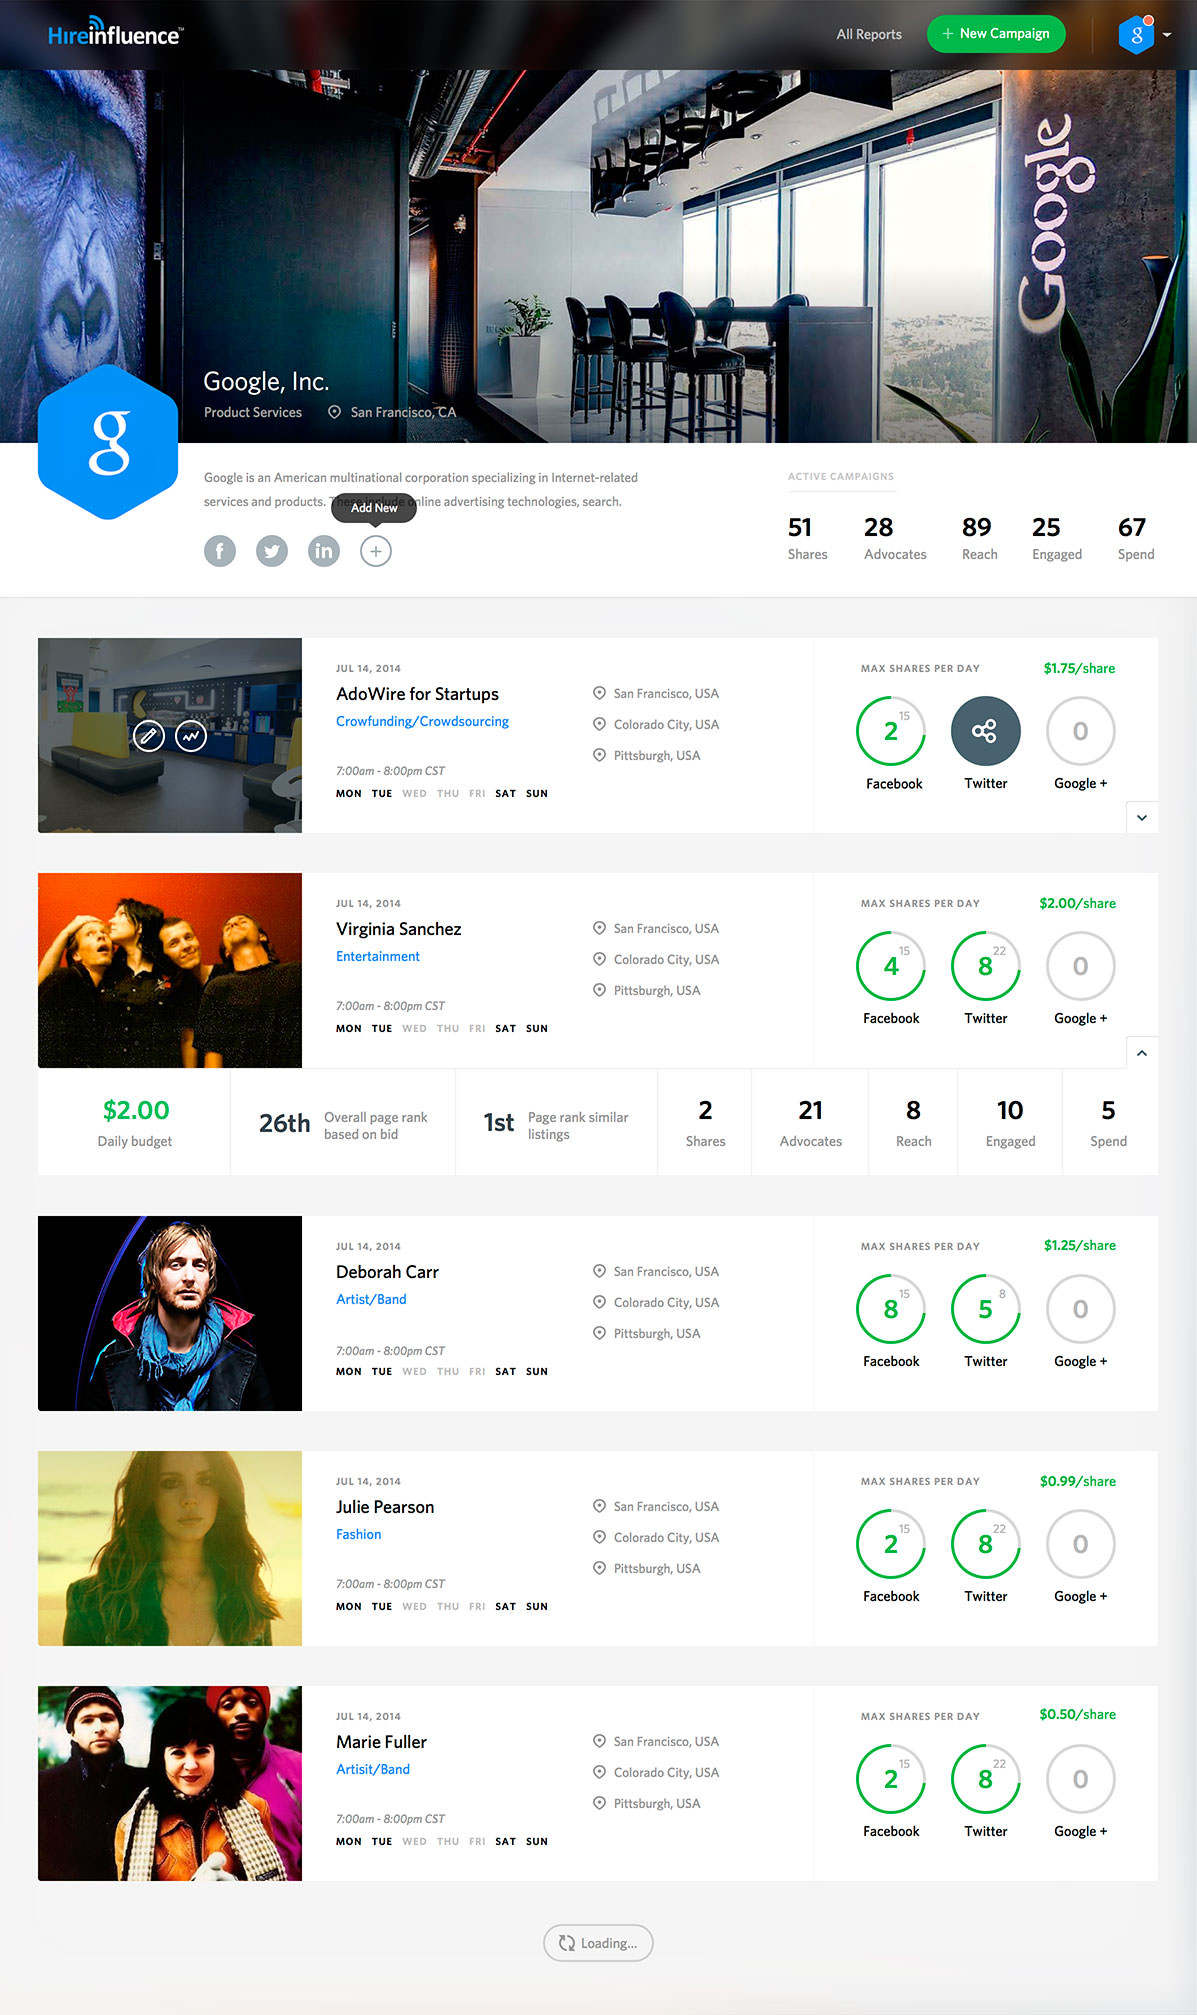 Hireinfluence™
All Reports
+ New Campaign
g
Google
Google, Inc.
Product Services San Francisco, CA
g
Google is an American multinational corporation specializing in Internet-related
services and products. These include online advertising technologies, search.
Add New
f in +
ACTIVE CAMPAIGNS
51 28 89 25 67
Shares Advocates Reach Engaged Spend
JUL 14, 2014
AdoWire for Startups
Crowfunding/Crowdsourcing
7:00am - 8:00pm CST
MON TUE WED THU FRI SAT SUN
San Francisco, USA
Colorado City, USA
Pittsburgh, USA
MAX SHARES PER DAY $1.75/share
2 15 0
Facebook Twitter Google +
JUL 14, 2014
Virginia Sanchez
Entertainment
7:00am - 8:00pm CST
MON TUE WED THU FRI SAT SUN
San Francisco, USA
Colorado City, USA
Pittsburgh, USA
MAX SHARES PER DAY $2.00/share
4 15 8 22 0
Facebook Twitter Google +
$2.00
Daily budget
26th Overall page rank
based on bid
1st Page rank similar
listings
2 21 8 10 5
Shares Advocates Reach Engaged Spend
JUL 14, 2014
Deborah Carr
Artist/Band
7:00am - 8:00pm CST
MON TUE WED THU FRI SAT SUN
San Francisco, USA
Colorado City, USA
Pittsburgh, USA
MAX SHARES PER DAY $1.25/share
8 15 5 8 0
Facebook Twitter Google +
JUL 14, 2014
Julie Pearson
Fashion
7:00am - 8:00pm CST
MON TUE WED THU FRI SAT SUN
San Francisco, USA
Colorado City, USA
Pittsburgh, USA
MAX SHARES PER DAY $0.99/share
2 15 8 22 0
Facebook Twitter Google +
JUL 14, 2014
Marie Fuller
Artisit/Band
7:00am - 8:00pm CST
MON TUE WED THU FRI SAT SUN
San Francisco, USA
Colorado City, USA
Pittsburgh, USA
MAX SHARES PER DAY $0.50/share
2 15 8 22 0
Facebook Twitter Google +
Loading...